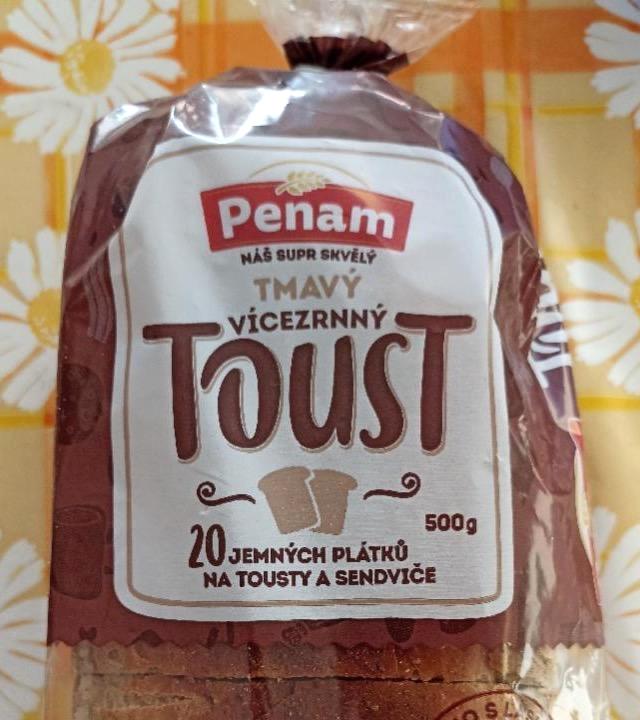 Penam
NÁŠ SUPR SKVĚLÝ
TMAVÝ
VÍCEZRNNÝ
TOUST
500g
20 JEMNÝCH PLÁTKŮ
NA TOUSTY A SENDVIČE